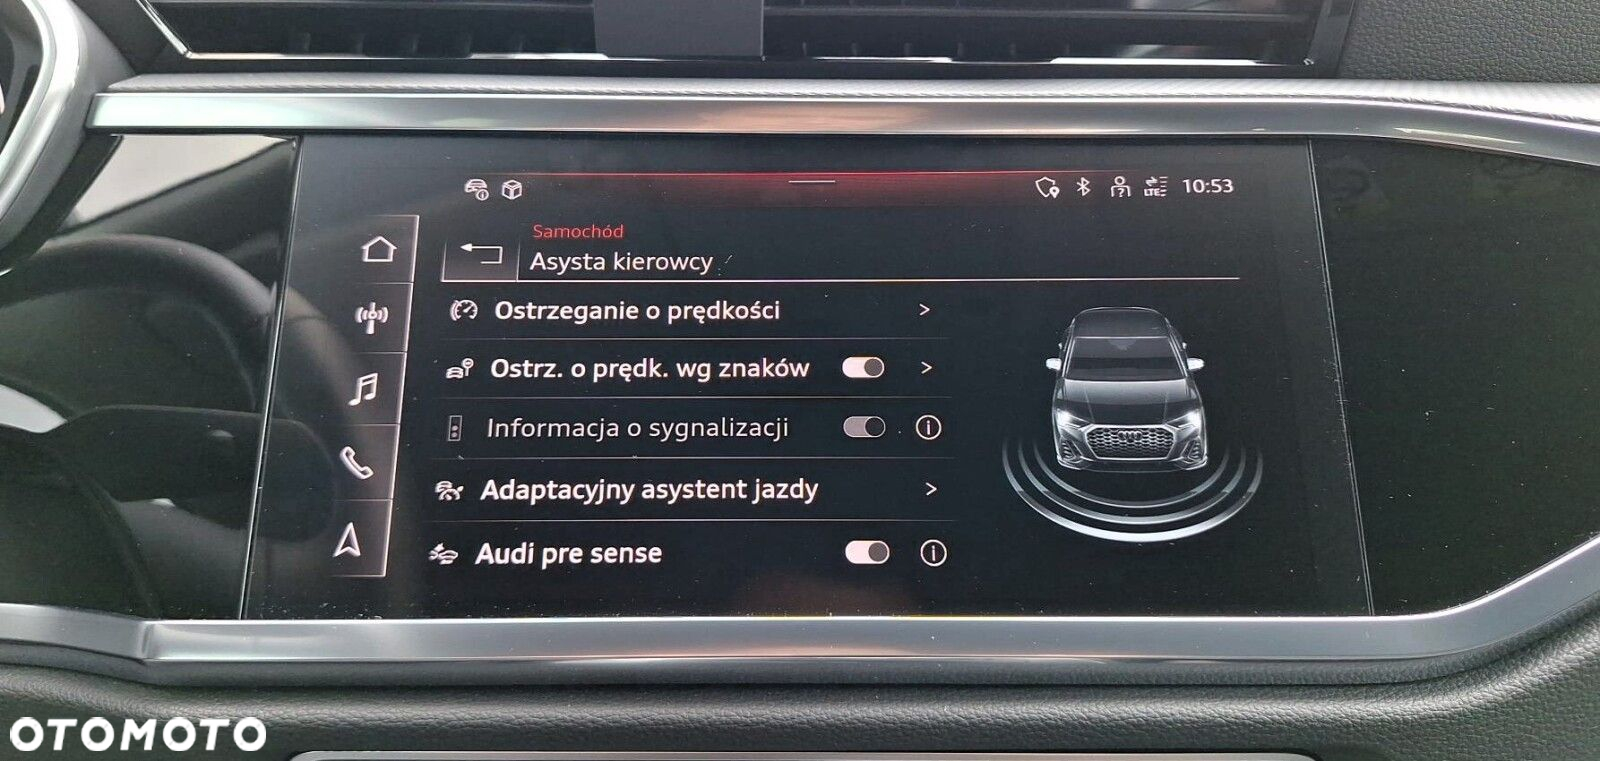 LTE 10:53
Samochód
Asysta kierowcy
Ostrzeganie o prędkości
Ostrz. o prędk. wg znaków
Informacja o sygnalizacji
Adaptacyjny asystent jazdy
Audi pre sense
OTOMOTO